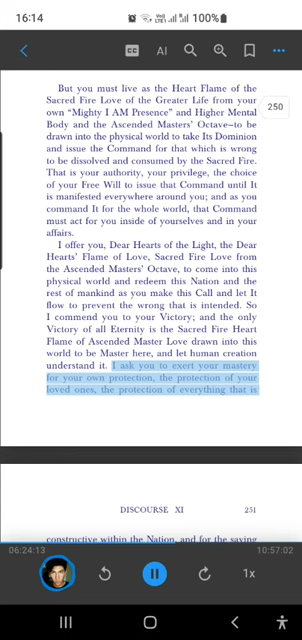 16:14
Vo)
LTE1
100%
CC
AI
250
But you must live as the Heart Flame of the
Sacred Fire Love of the Greater Life from your
own “Mighty I AM Presence” and Higher Mental
Body and the Ascended Masters’ Octave—to be
drawn into the physical world to take Its Dominion
and issue the Command for that which is wrong
to be dissolved and consumed by the Sacred Fire.
That is your authority, your privilege, the choice
of your Free Will to issue that Command until It
is manifested everywhere around you; and as you
command It for the whole world, that Command
must act for you inside of yourselves and in your
affairs.
I offer you, Dear Hearts of the Light, the Dear
Hearts’ Flame of Love, Sacred Fire Love from
the Ascended Masters’ Octave, to come into this
physical world and redeem this Nation and the
rest of mankind as you make this Call and let It
flow to prevent the wrong that is intended. So
I commend you to your Victory; and the only
Victory of all Eternity is the Sacred Fire Heart
Flame of Ascended Master Love drawn into this
world to be Master here, and let human creation
understand it. I ask you to exert your mastery
for your own protection, the protection of your
loved ones, the protection of everything that is
DISCOURSE XI 251
constructive within the Nation, and for the saving
06:24:13 10:57:02
1x